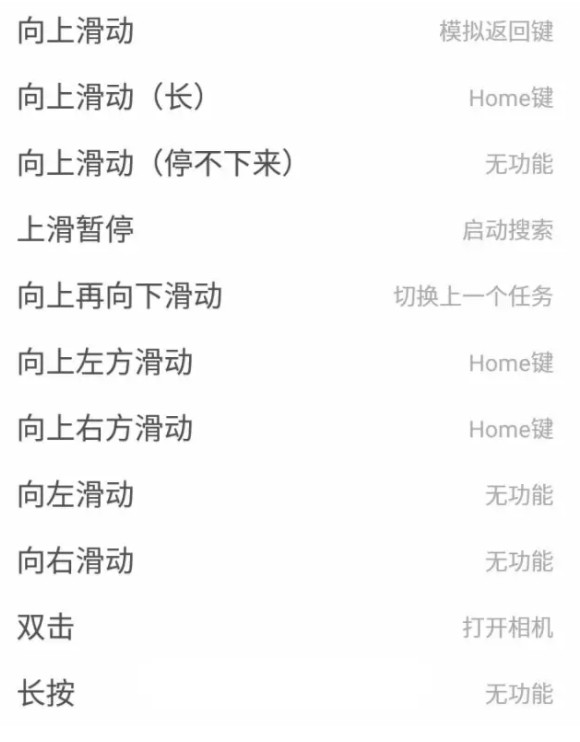 向上滑动 模拟返回键
向上滑动（长） Home键
向上滑动（停不下来） 无功能
上滑暂停 启动搜索
向上再向下滑动 切换上一个任务
向上左方滑动 Home键
向上右方滑动 Home键
向左滑动 无功能
向右滑动 无功能
双击 打开相机
长按 无功能